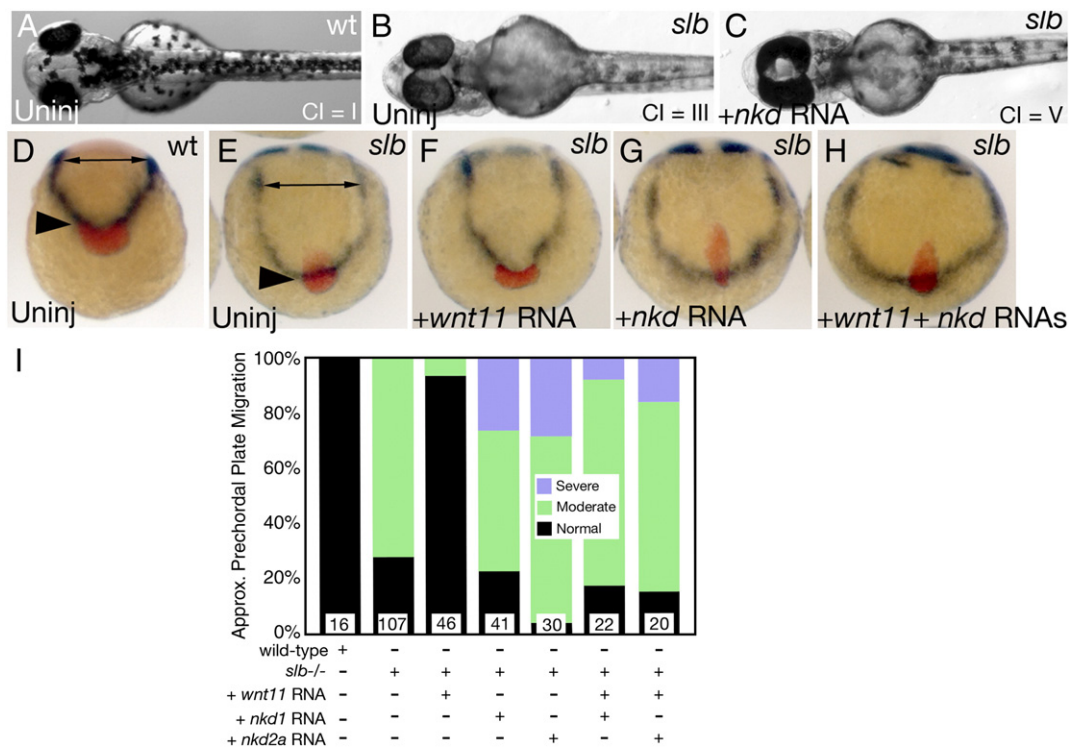 A wt
Uninj CI = I
B slb
Uninj CI = III
C slb
+nkd RNA CI = V
D wt
Uninj
E slb
Uninj
F slb
+wnt11 RNA
G slb
+nkd RNA
H slb
+wnt11+ nkd RNAs
I
Approx. Prechordal Plate Migration
100%
80%
60%
40%
20%
0%
Severe
Moderate
Normal
16 107 46 41 30 22 20
wild-type + - - - - - -
slb-/- - + + + + + +
+ wnt11 RNA - - + - - + +
+ nkd1 RNA - - - + - + -
+ nkd2a RNA - - - - + - +